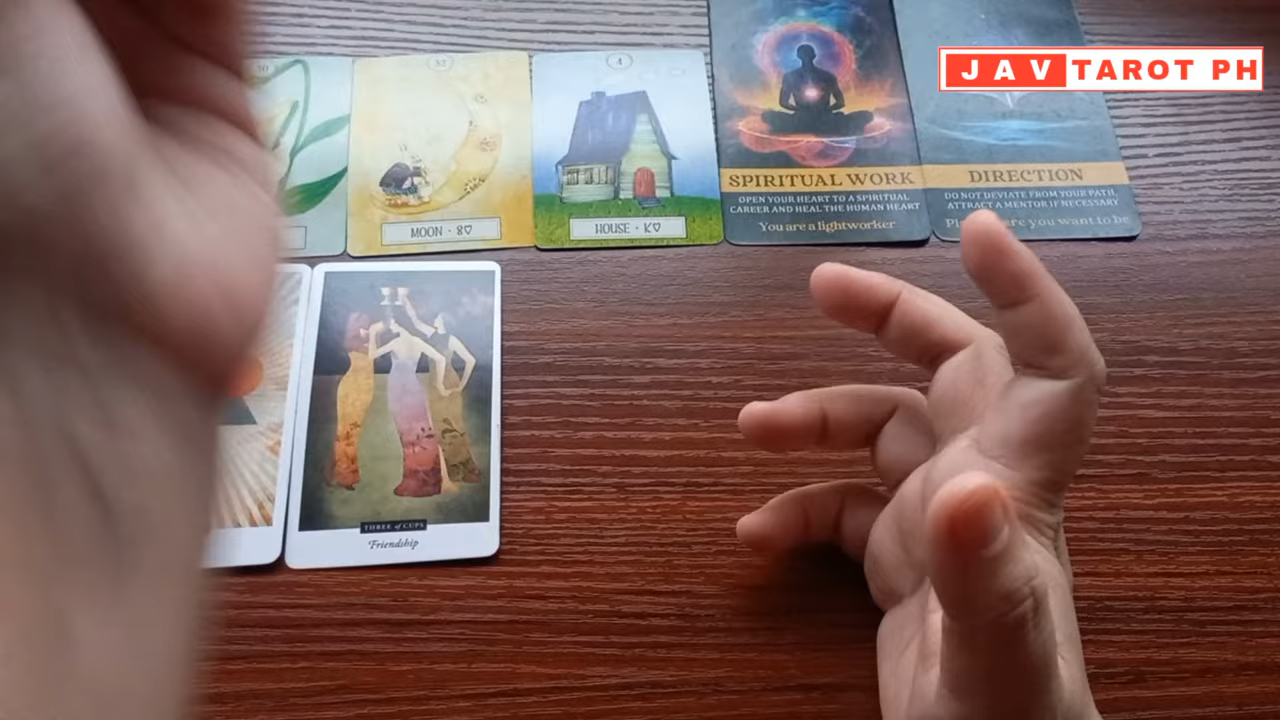 JAV TAROT PH
30
32
MOON · 8♡
4
HOUSE · K♡
SPIRITUAL WORK
OPEN YOUR HEART TO A SPIRITUAL
CAREER AND HEAL THE HUMAN HEART
You are a lightworker
DIRECTION
DO NOT DEVIATE FROM YOUR PATH,
ATTRACT A MENTOR IF NECESSARY
are you want to be
THREE of CUPS
Friendship